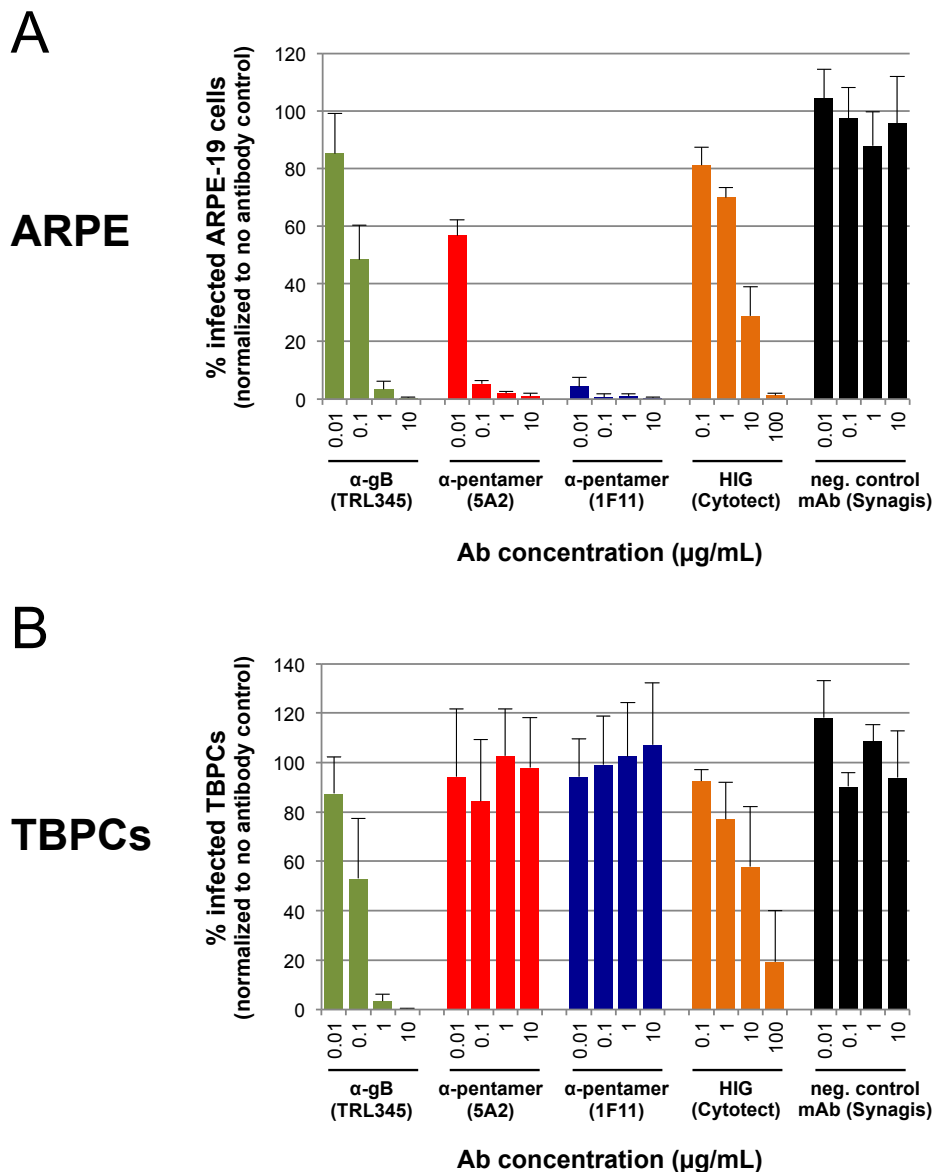 A
ARPE
% infected ARPE-19 cells
(normalized to no antibody control)
120
100
80
60
40
20
0
0.01 0.1 1 10 0.01 0.1 1 10 0.01 0.1 1 10 0.1 1 10 100 0.01 0.1 1 10
α-gB α-pentamer α-pentamer HIG neg. control
(TRL345) (5A2) (1F11) (Cytotect) mAb (Synagis)
Ab concentration (µg/mL)
B
TBPCs
% infected TBPCs
(normalized to no antibody control)
140
120
100
80
60
40
20
0
0.01 0.1 1 10 0.01 0.1 1 10 0.01 0.1 1 10 0.1 1 10 100 0.01 0.1 1 10
α-gB α-pentamer α-pentamer HIG neg. control
(TRL345) (5A2) (1F11) (Cytotect) mAb (Synagis)
Ab concentration (µg/mL)